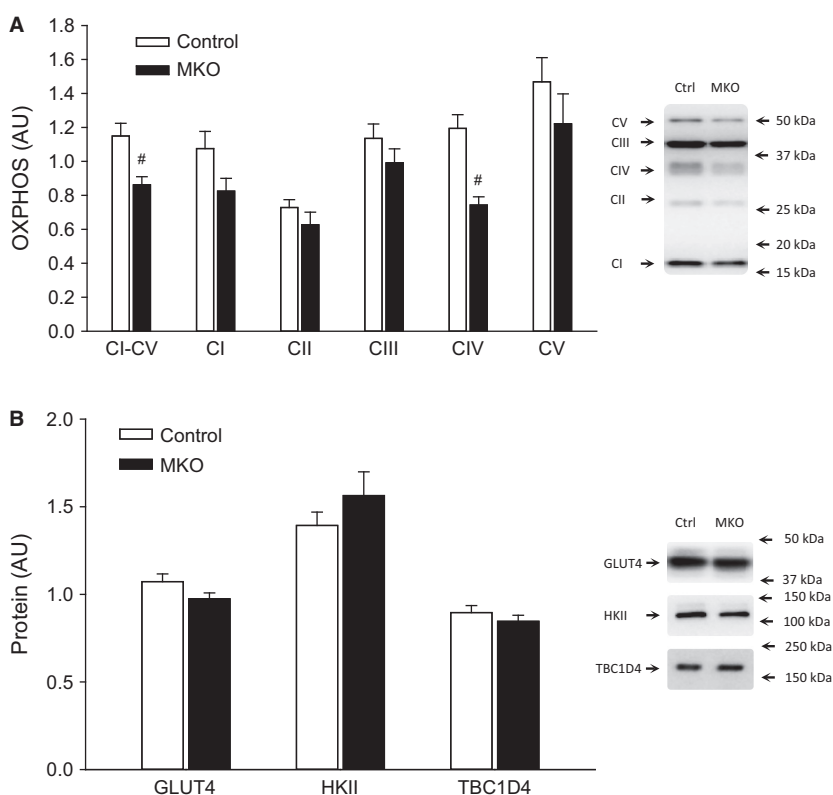 A
OXPHOS (AU)
1.8
1.6
1.4
1.2
1.0
0.8
0.6
0.4
0.2
0.0
Control
MKO
#
#
CI-CV CI CII CIII CIV CV
Ctrl MKO
CV
CIII
CIV
CII
CI
50 kDa
37 kDa
25 kDa
20 kDa
15 kDa
B
Protein (AU)
2.0
1.5
1.0
0.5
0.0
Control
MKO
GLUT4 HKII TBC1D4
Ctrl MKO
GLUT4
HKII
TBC1D4
50 kDa
37 kDa
150 kDa
100 kDa
250 kDa
150 kDa